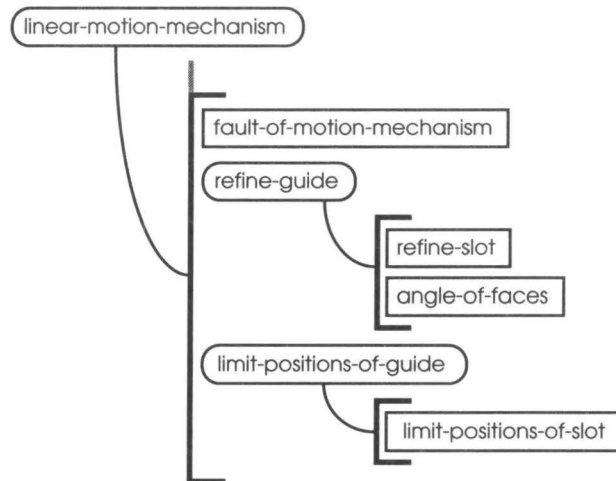 linear-motion-mechanism
fault-of-motion-mechanism
refine-guide
refine-slot
angle-of-faces
limit-positions-of-guide
limit-positions-of-slot